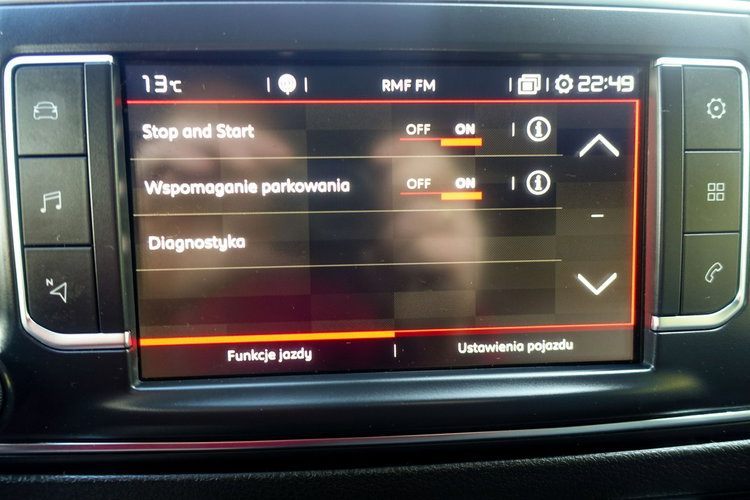 13°C RMF FM 22:49
Stop and Start OFF ON
Wspomaganie parkowania OFF ON
Diagnostyka
Funkcje jazdy Ustawienia pojazdu
N